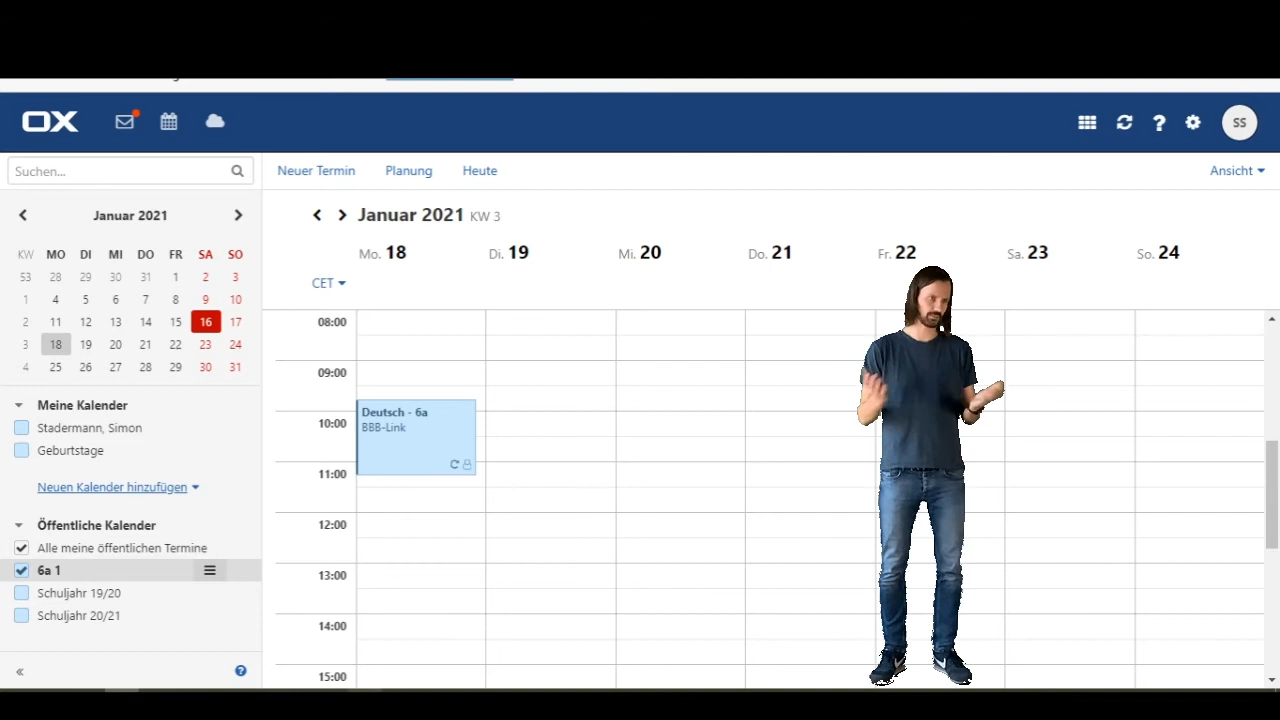 OX
SS
Suchen...
Neuer Termin Planung Heute Ansicht
Januar 2021
KW MO DI MI DO FR SA SO
53 28 29 30 31 1 2 3
1 4 5 6 7 8 9 10
2 11 12 13 14 15 16 17
3 18 19 20 21 22 23 24
4 25 26 27 28 29 30 31
Meine Kalender
Stadermann, Simon
Geburtstage
Neuen Kalender hinzufügen
Öffentliche Kalender
Alle meine öffentlichen Termine
6a 1
Schuljahr 19/20
Schuljahr 20/21
Januar 2021 KW 3
Mo. 18 Di. 19 Mi. 20 Do. 21 Fr. 22 Sa. 23 So. 24
CET
08:00
09:00
10:00
11:00
12:00
13:00
14:00
15:00
Deutsch - 6a
BBB-Link